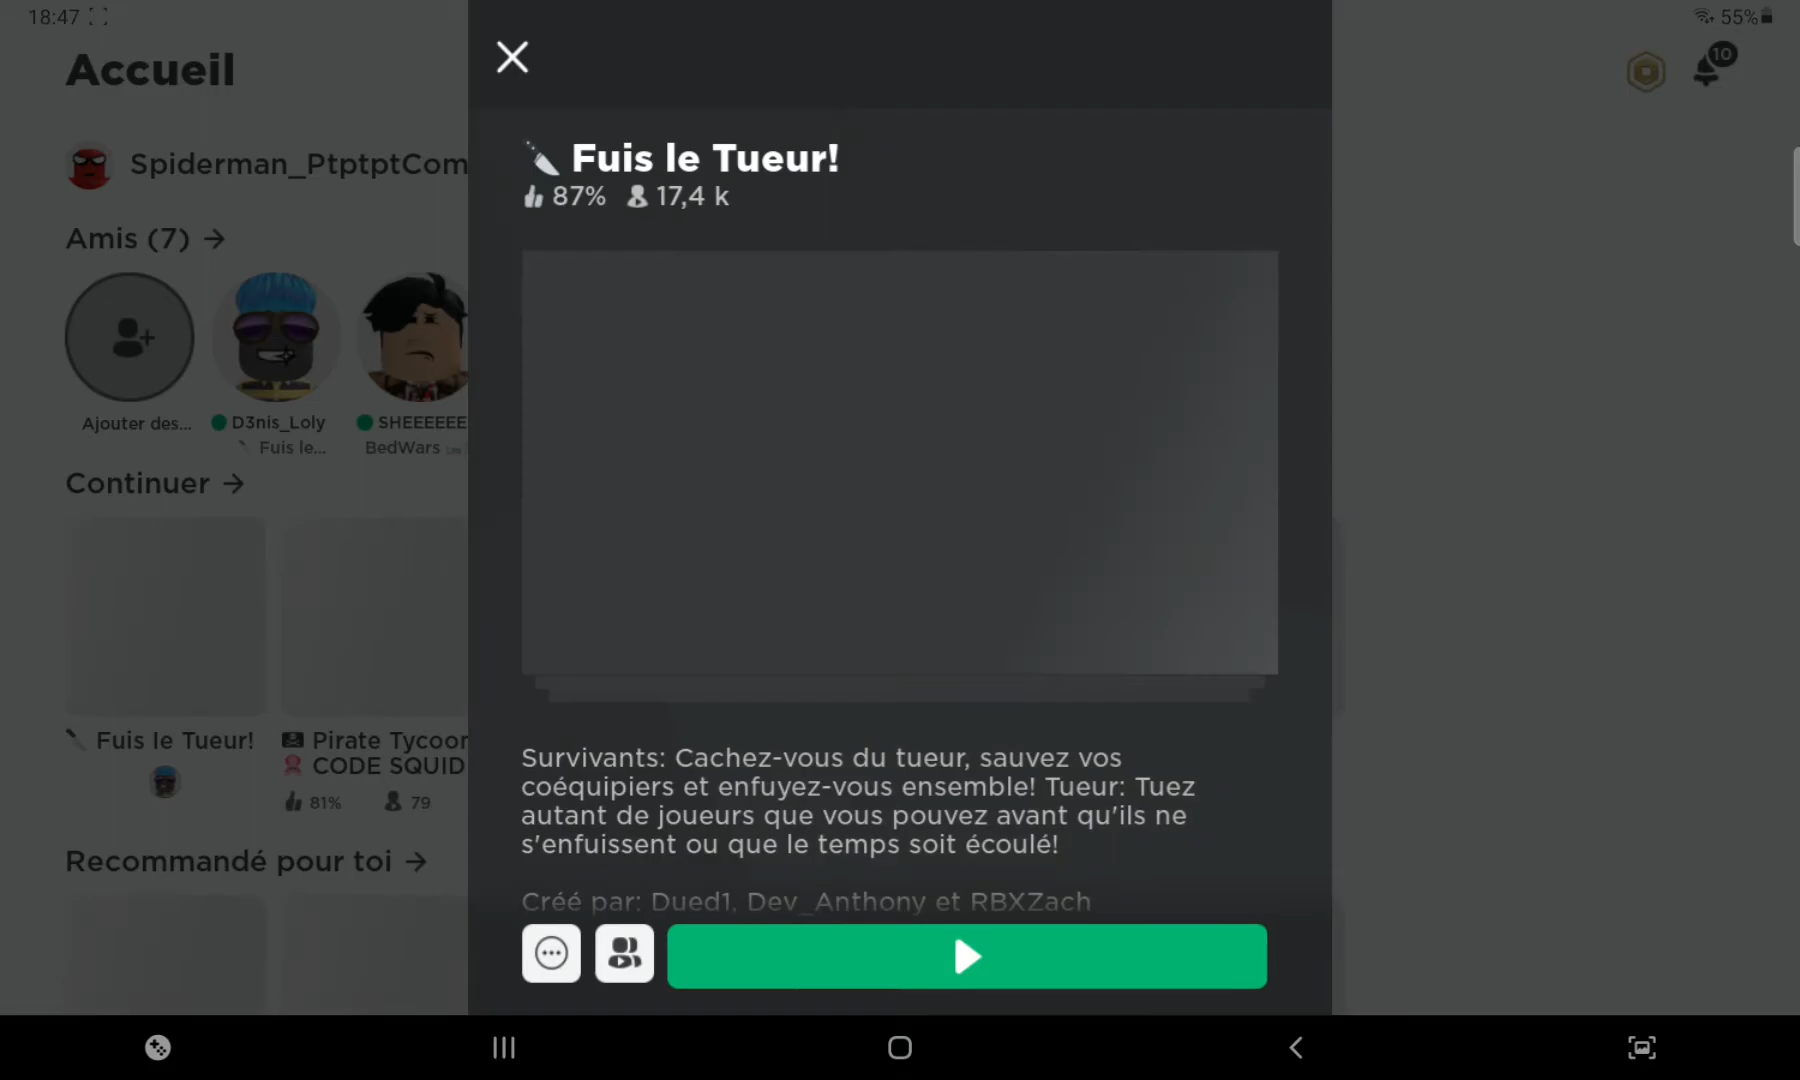 18:47
55%
Accueil
10
Spiderman_PtptptCom
Amis (7) →
Ajouter des...
D3nis_Loly
Fuis le...
SHEEEEEE
BedWars
Continuer →
Fuis le Tueur!
Pirate Tycoon
CODE SQUID
81% 79
Recommandé pour toi →
Fuis le Tueur!
87% 17,4 k
Survivants: Cachez-vous du tueur, sauvez vos
coéquipiers et enfuyez-vous ensemble! Tueur: Tuez
autant de joueurs que vous pouvez avant qu'ils ne
s'enfuissent ou que le temps soit écoulé!
Créé par: Dued1, Dev_Anthony et RBXZach